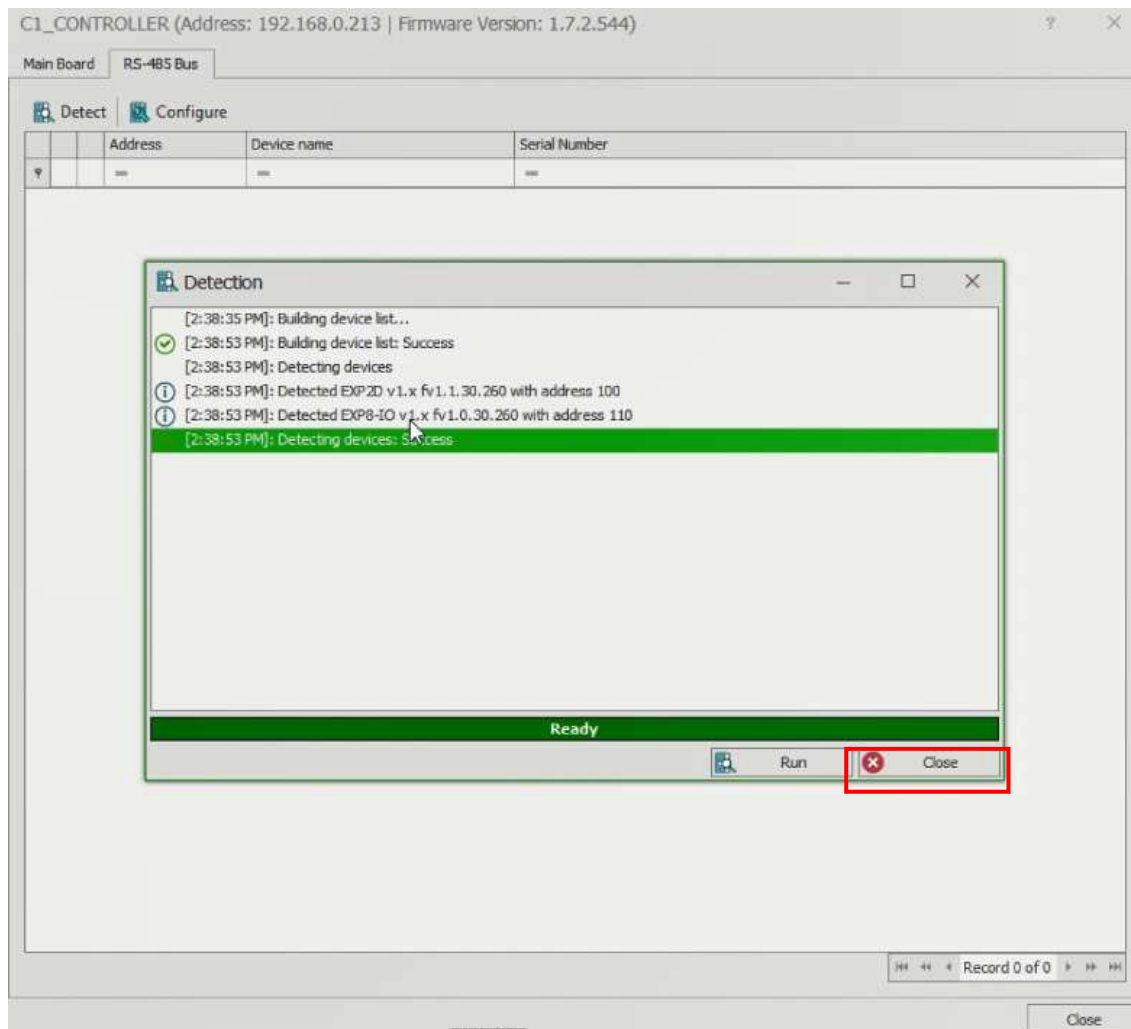 C1_CONTROLLER (Address: 192.168.0.213 | Firmware Version: 1.7.2.544)
?
Main Board RS-485 Bus
Detect Configure
Address Device name Serial Number
= = =
Detection
[2:38:35 PM]: Building device list...
[2:38:53 PM]: Building device list: Success
[2:38:53 PM]: Detecting devices
[2:38:53 PM]: Detected EXP2D v1.x fv1.1.30.260 with address 100
[2:38:53 PM]: Detected EXP8-IO v1.x fv1.0.30.260 with address 110
[2:38:53 PM]: Detecting devices: Success
Ready
Run Close
Record 0 of 0
Close